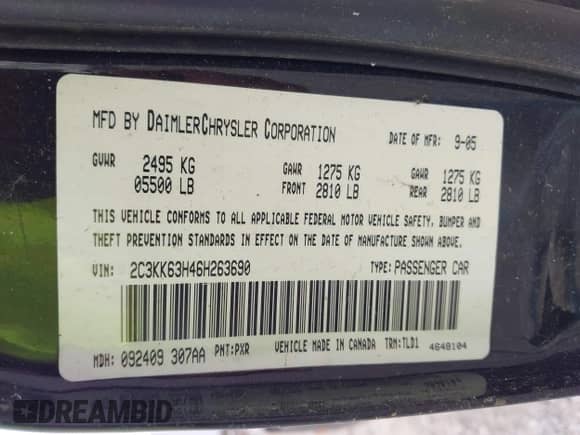 MFD BY DAIMLERCHRYSLER CORPORATION DATE OF MFR: 9-05
GVWR 2495 KG GAWR 1275 KG GAWR 1275 KG
05500 LB FRONT 2810 LB REAR 2810 LB
THIS VEHICLE CONFORMS TO ALL APPLICABLE FEDERAL MOTOR VEHICLE SAFETY, BUMPER AND
THEFT PREVENTION STANDARDS IN EFFECT ON THE DATE OF MANUFACTURE SHOWN ABOVE.
VIN: 2C3KK63H46H263690 TYPE: PASSENGER CAR
MDH: 092409 307AA PNT: PXR VEHICLE MADE IN CANADA TRM: TLD1 4648104
DREAMBID